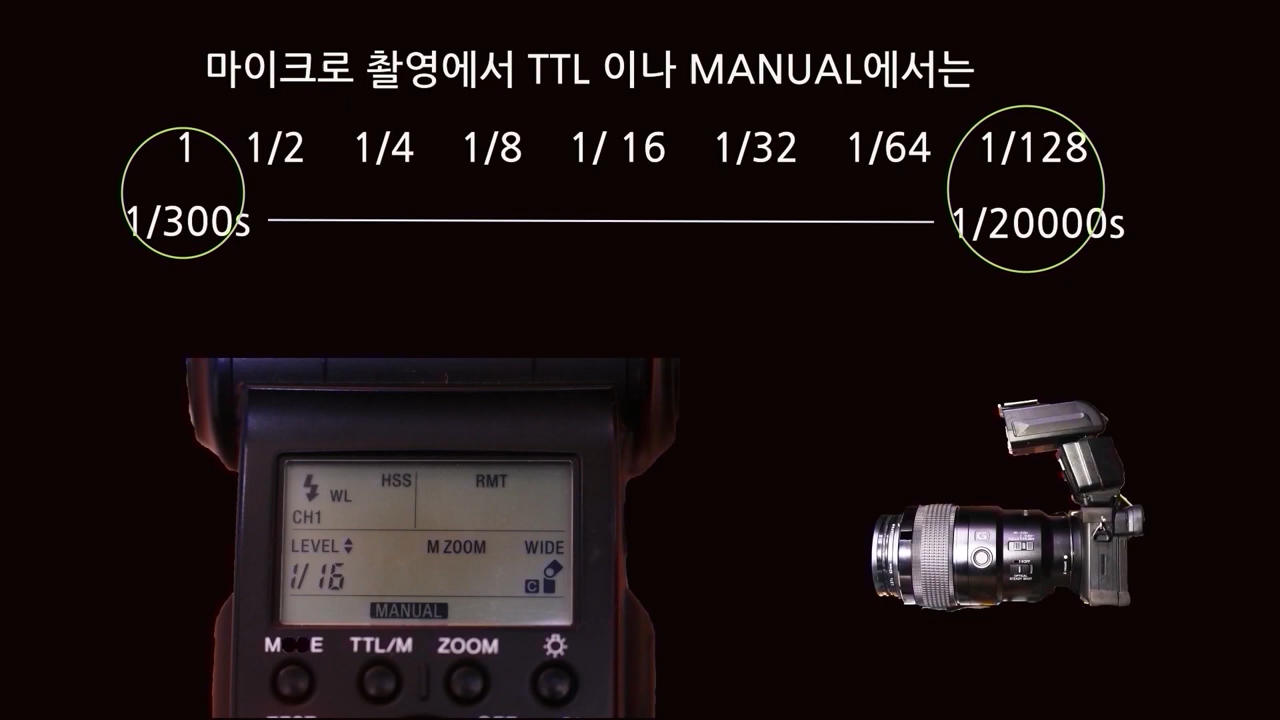 마이크로 촬영에서 TTL 이나 MANUAL에서는
1 1/2 1/4 1/8 1/ 16 1/32 1/64 1/128
1/300s 1/20000s
WL HSS RMT
CH1
LEVEL M ZOOM WIDE
1/16
C
MANUAL
TTL/M ZOOM
G